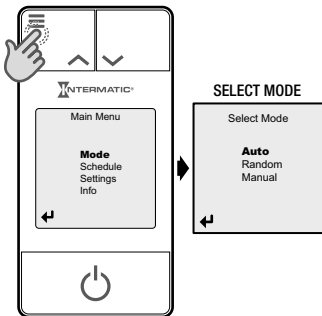 INTERMATIC®
Main Menu
Mode
Schedule
Settings
Info
SELECT MODE
Select Mode
Auto
Random
Manual